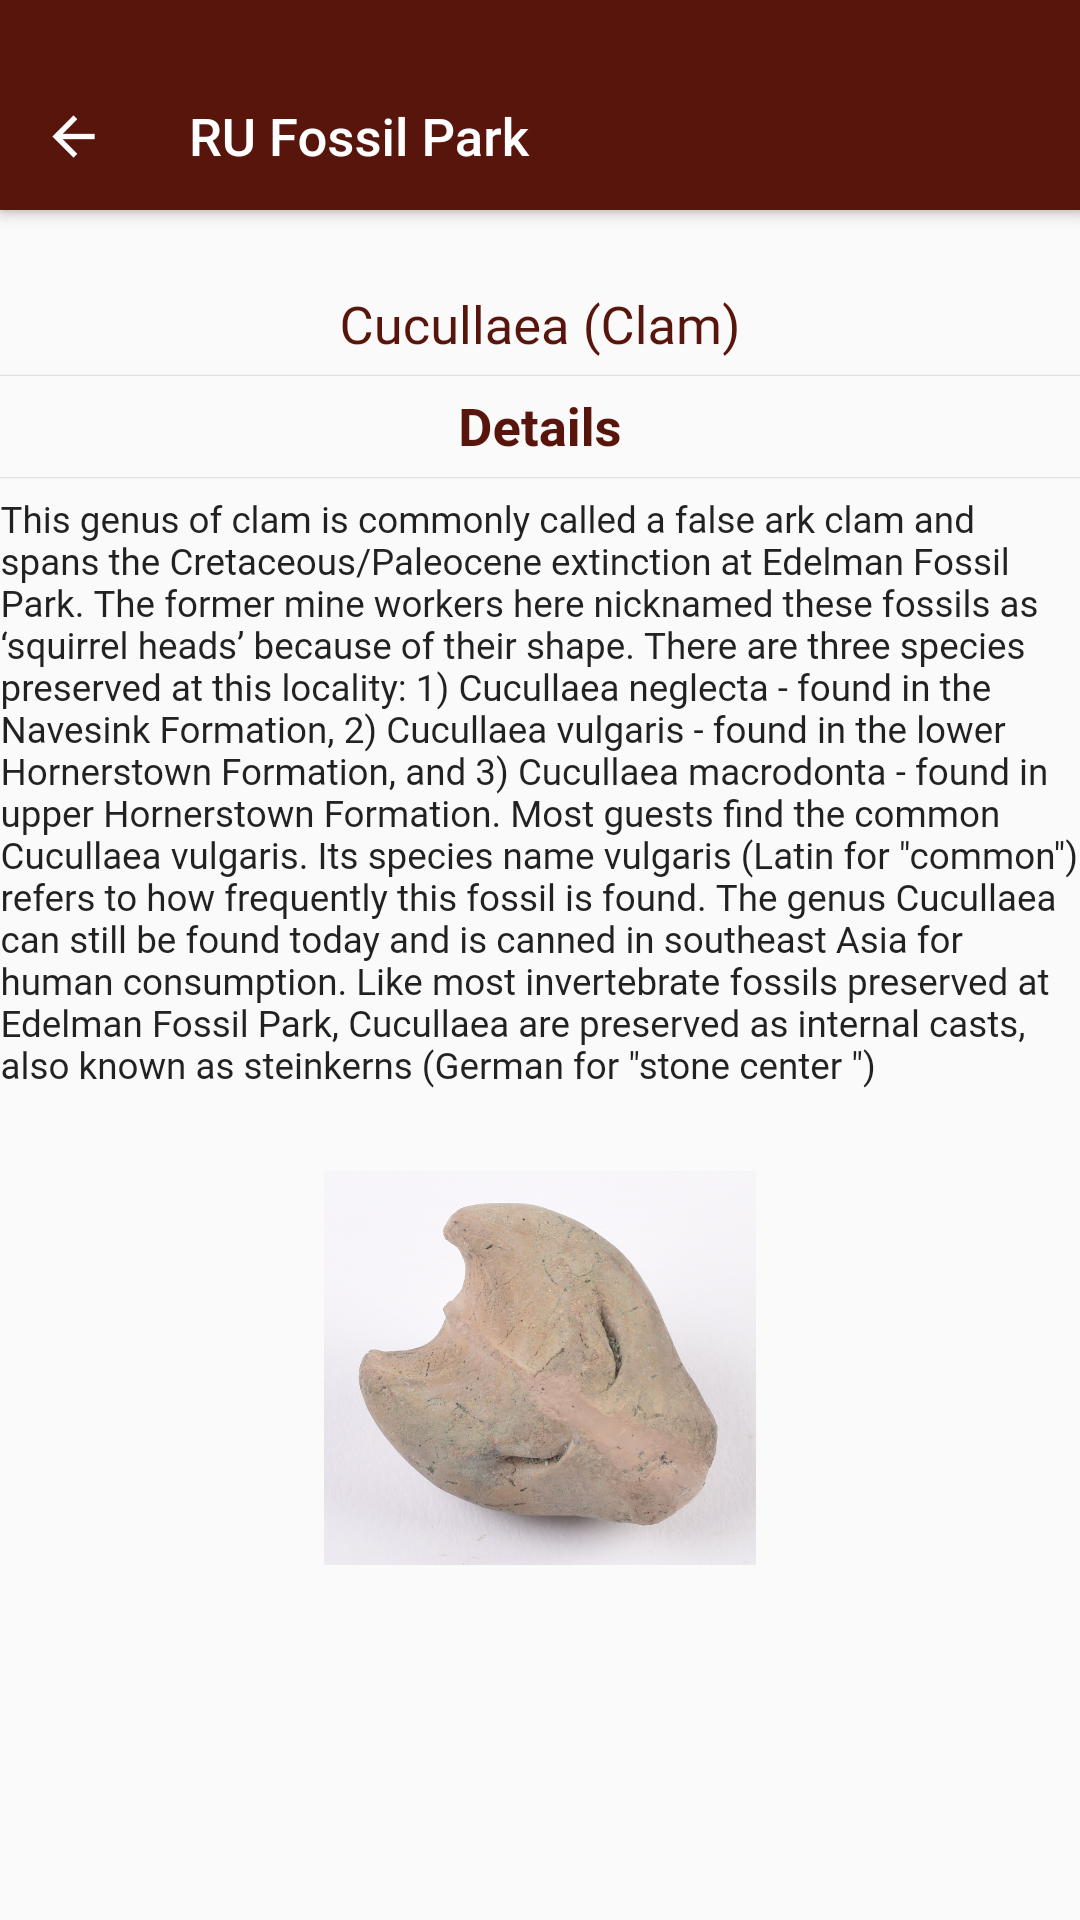 RU Fossil Park
Cucullaea (Clam)
Details
This genus of clam is commonly called a false ark clam and
spans the Cretaceous/Paleocene extinction at Edelman Fossil
Park. The former mine workers here nicknamed these fossils as
‘squirrel heads’ because of their shape. There are three species
preserved at this locality: 1) Cucullaea neglecta - found in the
Navesink Formation, 2) Cucullaea vulgaris - found in the lower
Hornerstown Formation, and 3) Cucullaea macrodonta - found in
upper Hornerstown Formation. Most guests find the common
Cucullaea vulgaris. Its species name vulgaris (Latin for "common")
refers to how frequently this fossil is found. The genus Cucullaea
can still be found today and is canned in southeast Asia for
human consumption. Like most invertebrate fossils preserved at
Edelman Fossil Park, Cucullaea are preserved as internal casts,
also known as steinkerns (German for "stone center ")